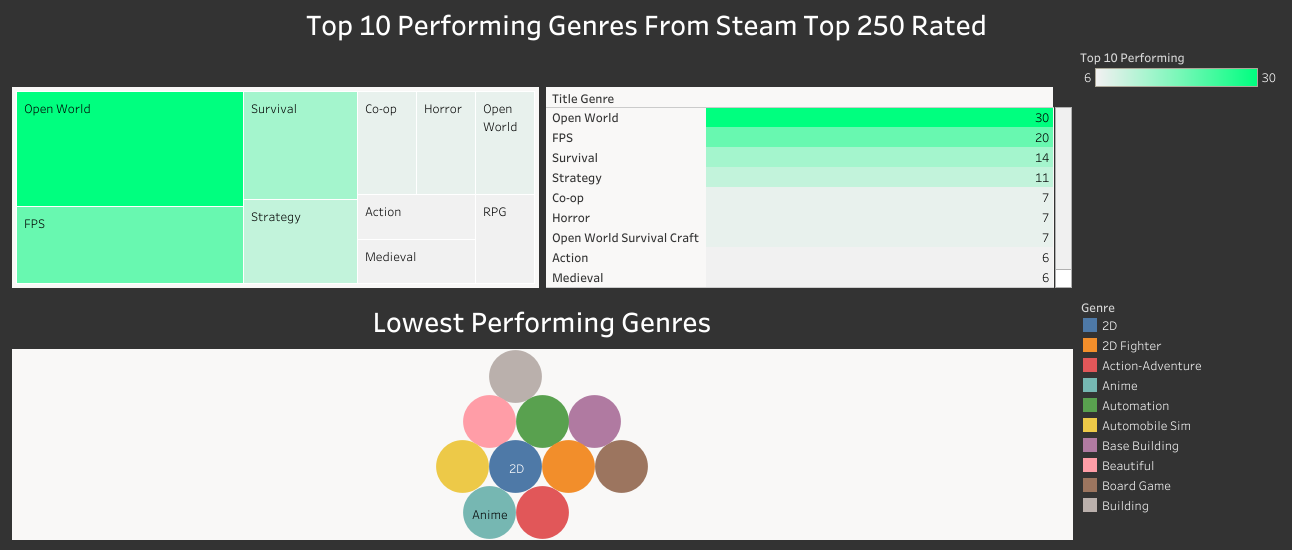 Top 10 Performing Genres From Steam Top 250 Rated
Top 10 Performing
6 30
Open World
FPS
Survival
Strategy
Co-op
Horror
Open
World
Action
Medieval
RPG
Title Genre
Open World 30
FPS 20
Survival 14
Strategy 11
Co-op 7
Horror 7
Open World Survival Craft 7
Action 6
Medieval 6
Lowest Performing Genres
2D
Anime
Genre
2D
2D Fighter
Action-Adventure
Anime
Automation
Automobile Sim
Base Building
Beautiful
Board Game
Building